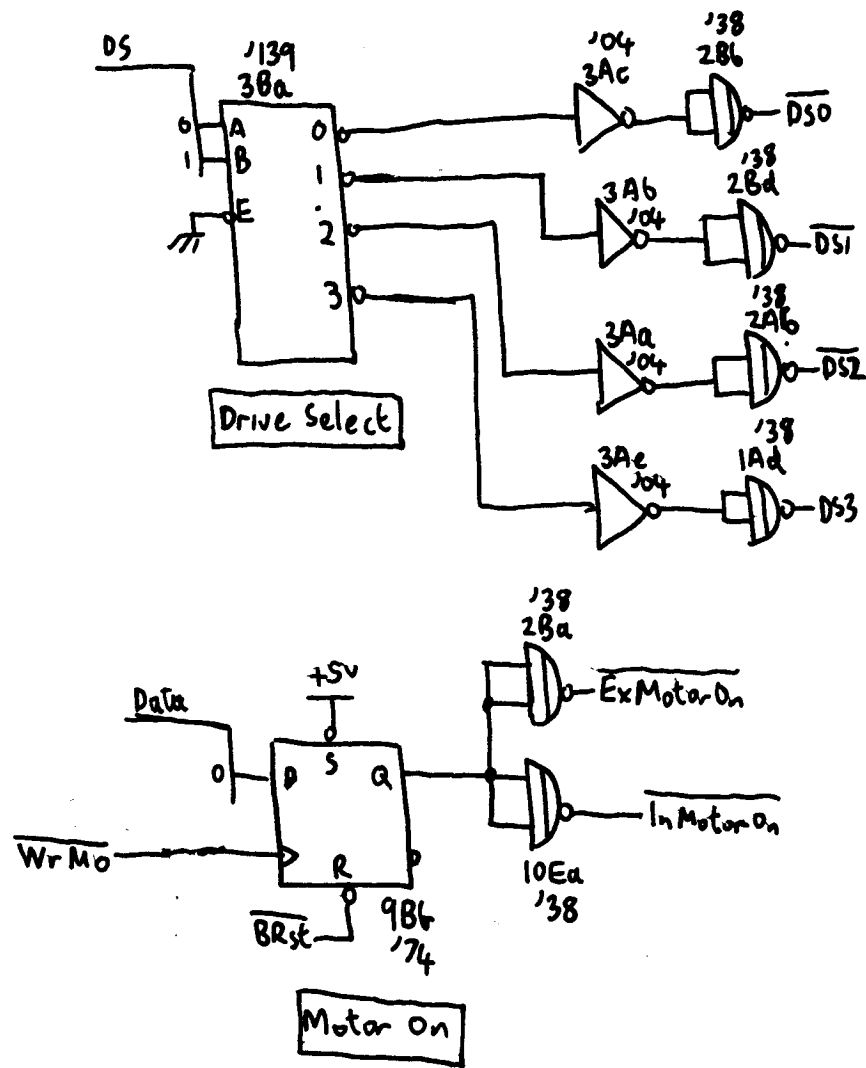 DS
'139
3Ba
0
A
1
B
E
0
1
2
3
'04
3Ac
'38
2Bb
DS0
3Ab
'04
'38
2Bd
DS1
3Aa
'04
'38
2Ab
DS2
3Ae
'04
'38
1Ad
DS3
Drive Select
'38
2Ba
ExMotorOn
+5v
Data
0
D
S
Q
R
InMotorOn
10Ea
'38
WrMo
BRst
9Bb
'74
Motor On